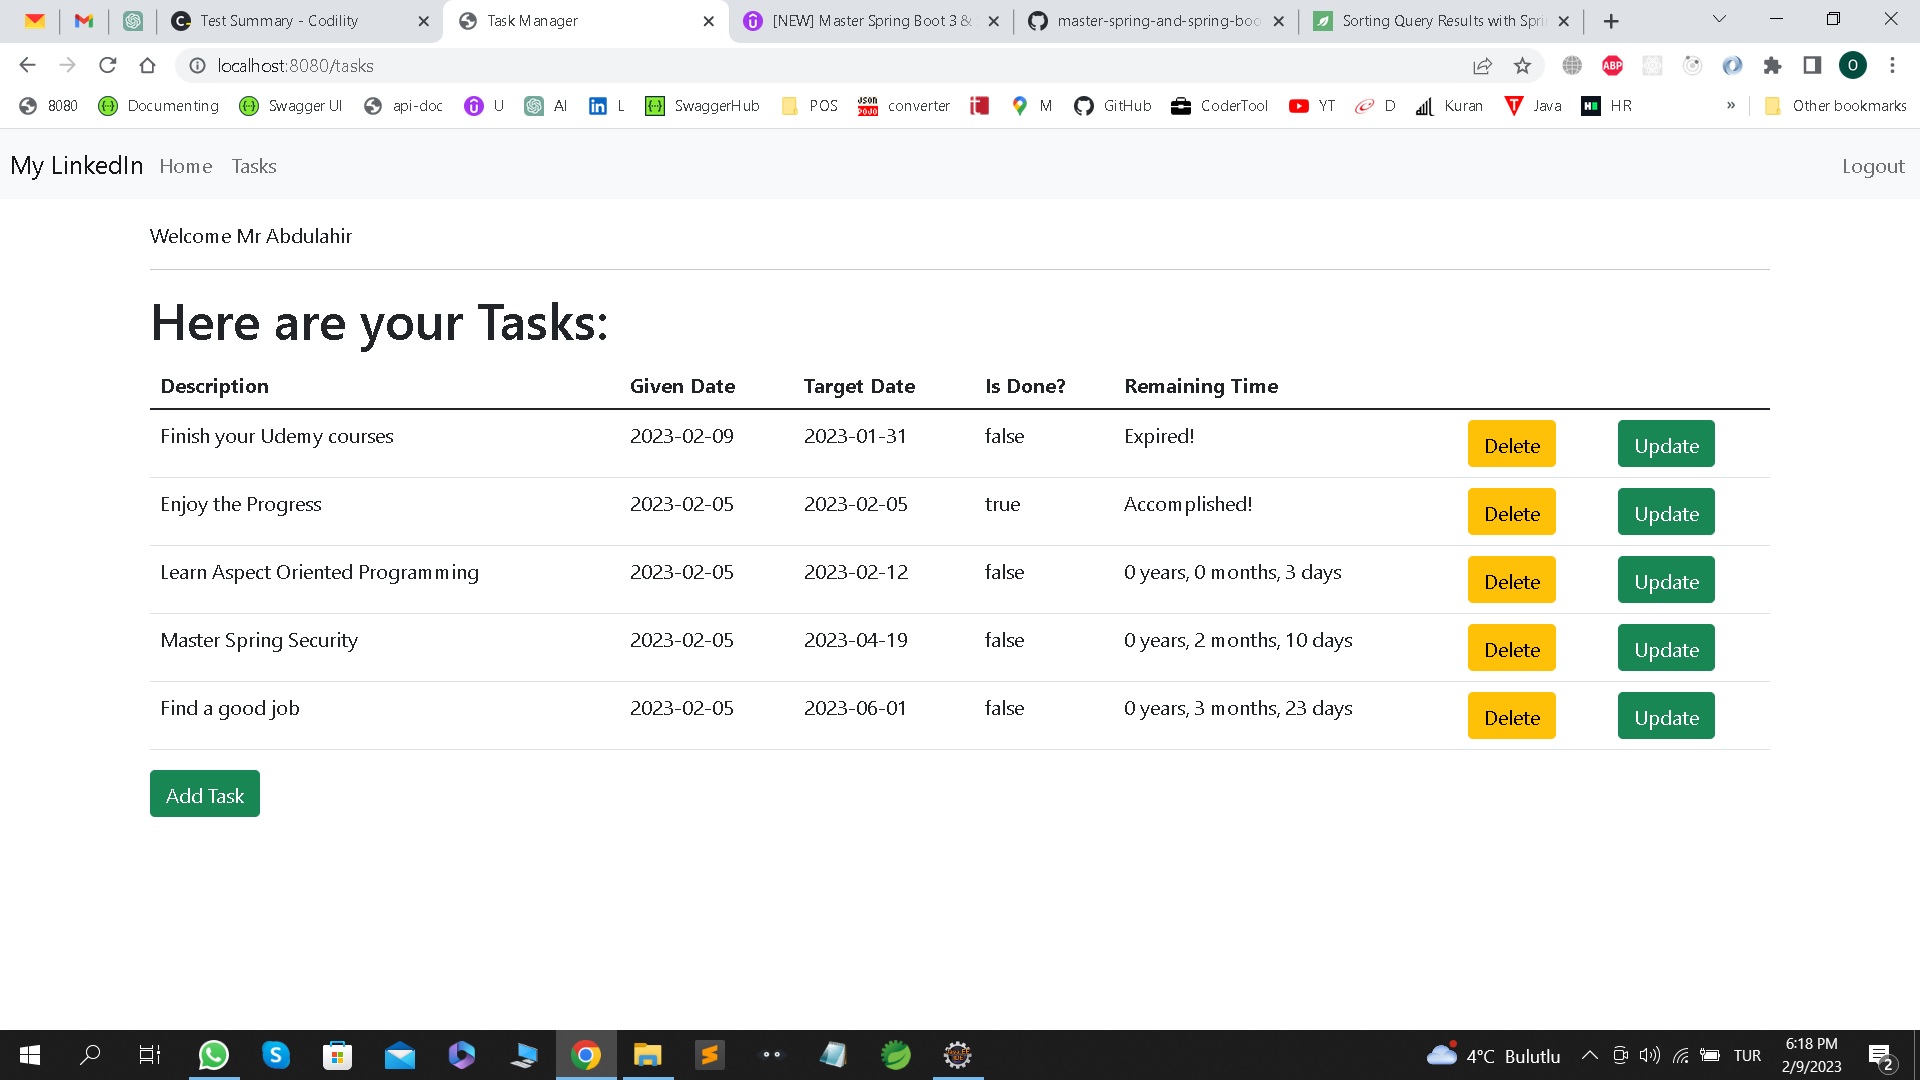 Test Summary - Codility
Task Manager
[NEW] Master Spring Boot 3 &
master-spring-and-spring-boo
Sorting Query Results with Spri
localhost:8080/tasks
ABP
O
8080
Documenting
Swagger UI
api-doc
U
AI
L
SwaggerHub
POS
converter
M
GitHub
CoderTool
YT
D
Kuran
Java
HR
»
Other bookmarks
My LinkedIn Home Tasks Logout
Welcome Mr Abdulahir
Here are your Tasks:
Description Given Date Target Date Is Done? Remaining Time
Finish your Udemy courses 2023-02-09 2023-01-31 false Expired! Delete Update
Enjoy the Progress 2023-02-05 2023-02-05 true Accomplished! Delete Update
Learn Aspect Oriented Programming 2023-02-05 2023-02-12 false 0 years, 0 months, 3 days Delete Update
Master Spring Security 2023-02-05 2023-04-19 false 0 years, 2 months, 10 days Delete Update
Find a good job 2023-02-05 2023-06-01 false 0 years, 3 months, 23 days Delete Update
Add Task
4°C Bulutlu
TUR
6:18 PM
2/9/2023
2